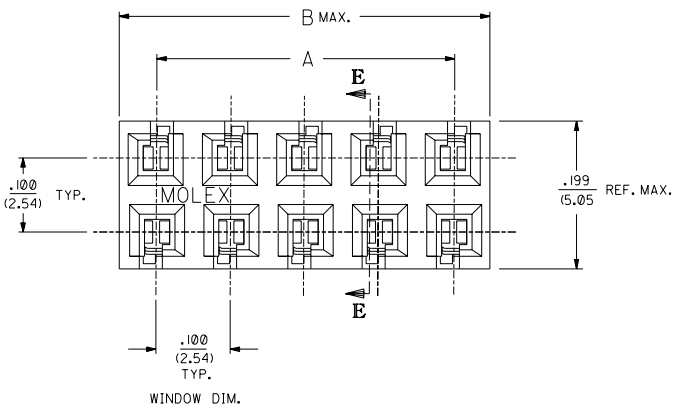 B MAX.
A
E
.100
(2.54)
TYP.
MOLEX
.199
(5.05
REF. MAX.
E
.100
(2.54)
TYP.
WINDOW DIM.